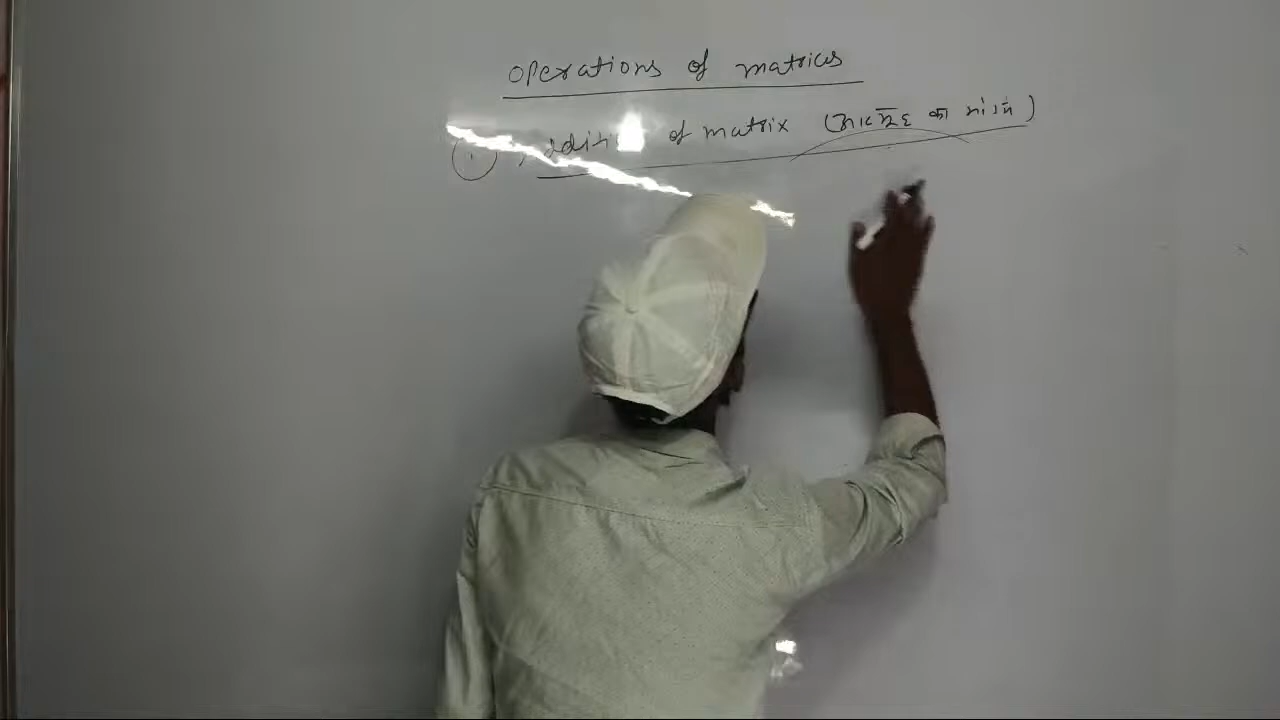 Operations of matrices
① Addition of matrix (का)